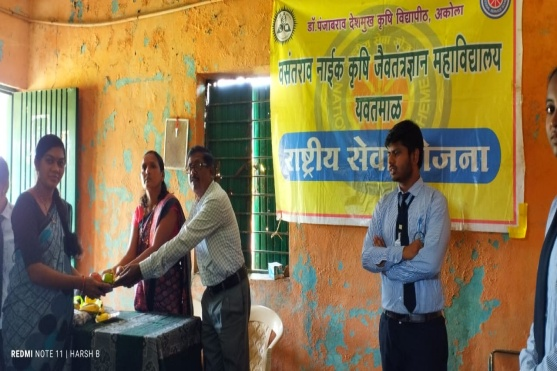 डॉ.पंजाबराव देशमुख कृषि विद्यापीठ, अकोला
वसंतराव नाईक कृषि जैवतंत्रज्ञान महाविद्यालय
यवतमाळ
राष्ट्रीय सेवा योजना
REDMI NOTE 11 | HARSH B